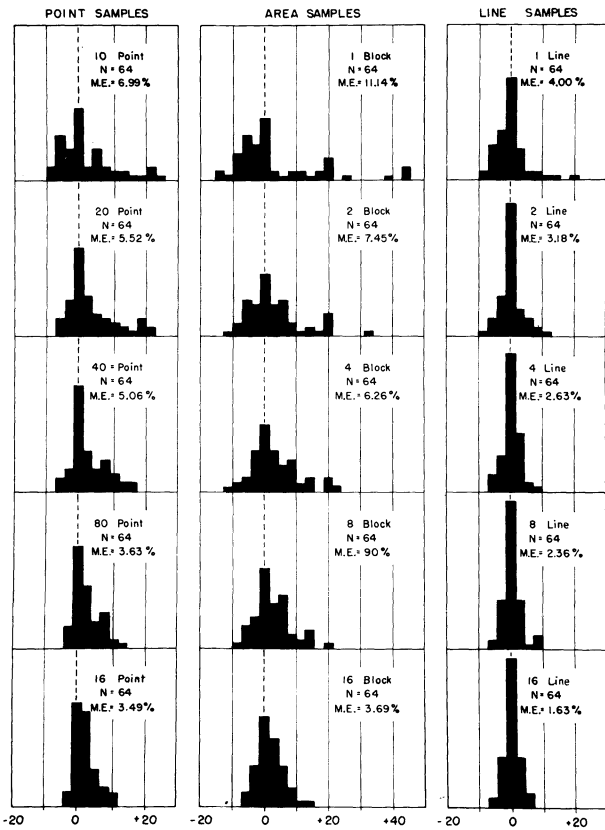 POINT SAMPLES
10 Point
N = 64
M.E.= 6.99%
20 Point
N = 64
M.E.= 5.52%
40 = Point
N = 64
M.E.= 5.06%
80 Point
N = 64
M.E.= 3.63%
16 Point
N = 64
M.E.= 3.49%
-20 0 +20
AREA SAMPLES
1 Block
N = 64
M.E.= 11.14%
2 Block
N = 64
M.E.= 7.45%
4 Block
N = 64
M.E.= 6.26%
8 Block
N = 64
M.E.= 90%
16 Block
N = 64
M.E.= 3.69%
-20 0 +20 +40
LINE SAMPLES
1 Line
N = 64
M.E.= 4.00%
2 Line
N = 64
M.E.= 3.18%
4 Line
N = 64
M.E.= 2.63%
8 Line
N = 64
M.E.= 2.36%
16 Line
N = 64
M.E.= 1.63%
-20 0 +20